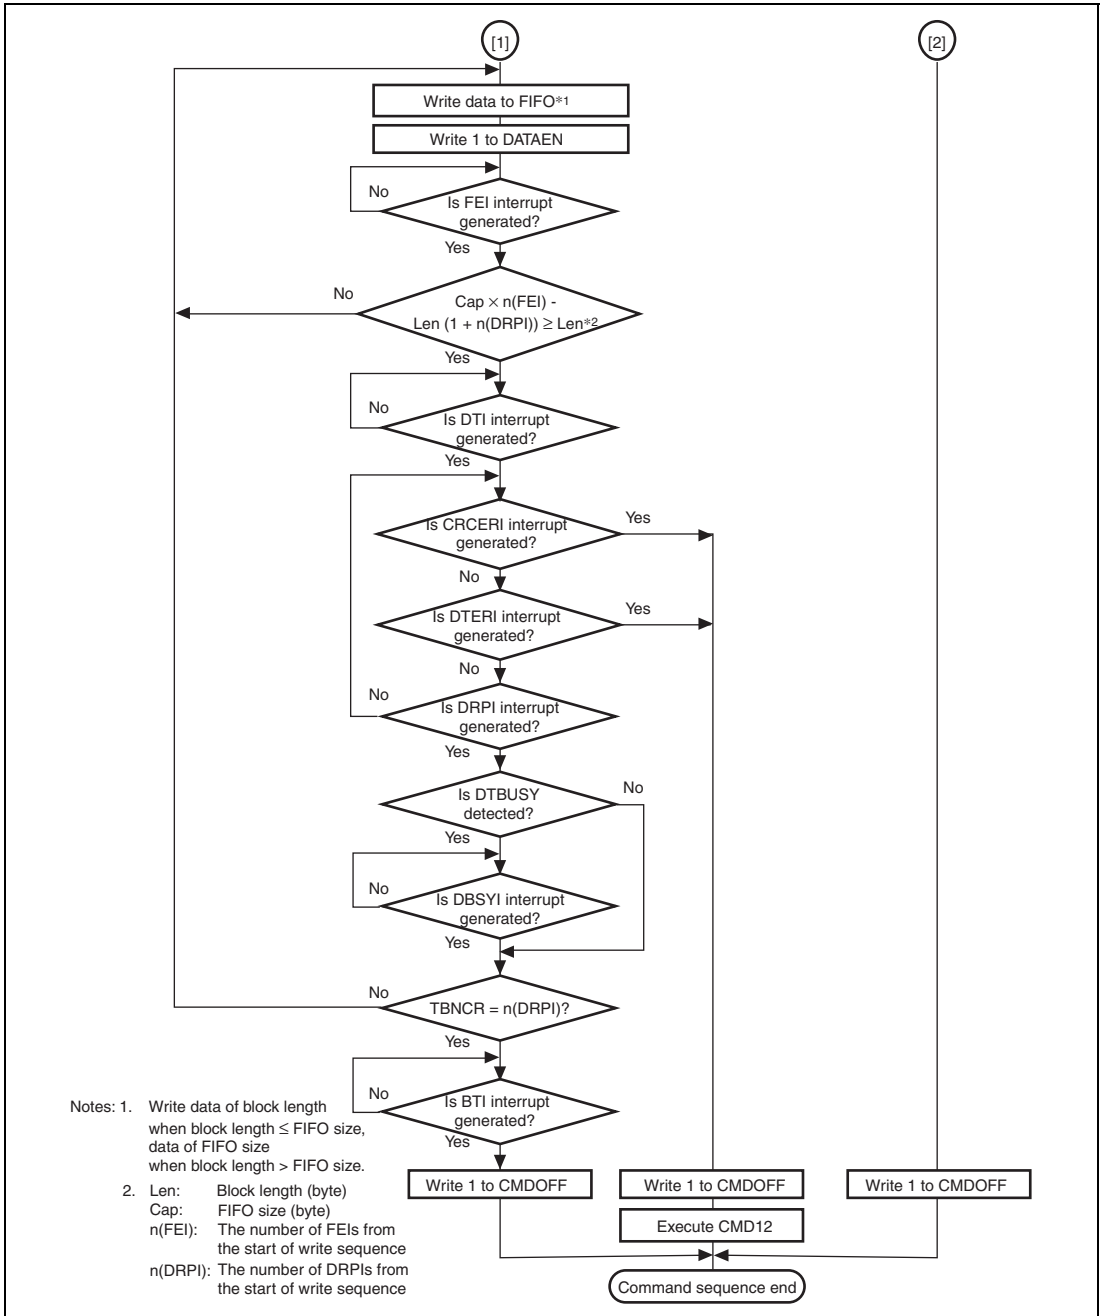 [1]
[2]
Write data to FIFO*1
Write 1 to DATAEN
No
Is FEI interrupt
generated?
Yes
No
Cap × n(FEI) -
Len (1 + n(DRPI)) ≥ Len*2
Yes
No
Is DTI interrupt
generated?
Yes
Is CRCERI interrupt
generated?
Yes
No
Is DTERI interrupt
generated?
Yes
No
No
Is DRPI interrupt
generated?
Yes
Is DTBUSY
detected?
No
Yes
No
Is DBSYI interrupt
generated?
Yes
No
TBNCR = n(DRPI)?
Yes
No
Is BTI interrupt
generated?
Yes
Notes: 1. Write data of block length
when block length ≤ FIFO size,
data of FIFO size
when block length > FIFO size.
2. Len: Block length (byte)
Cap: FIFO size (byte)
n(FEI): The number of FEIs from
the start of write sequence
n(DRPI): The number of DRPIs from
the start of write sequence
Write 1 to CMDOFF
Write 1 to CMDOFF
Write 1 to CMDOFF
Execute CMD12
Command sequence end